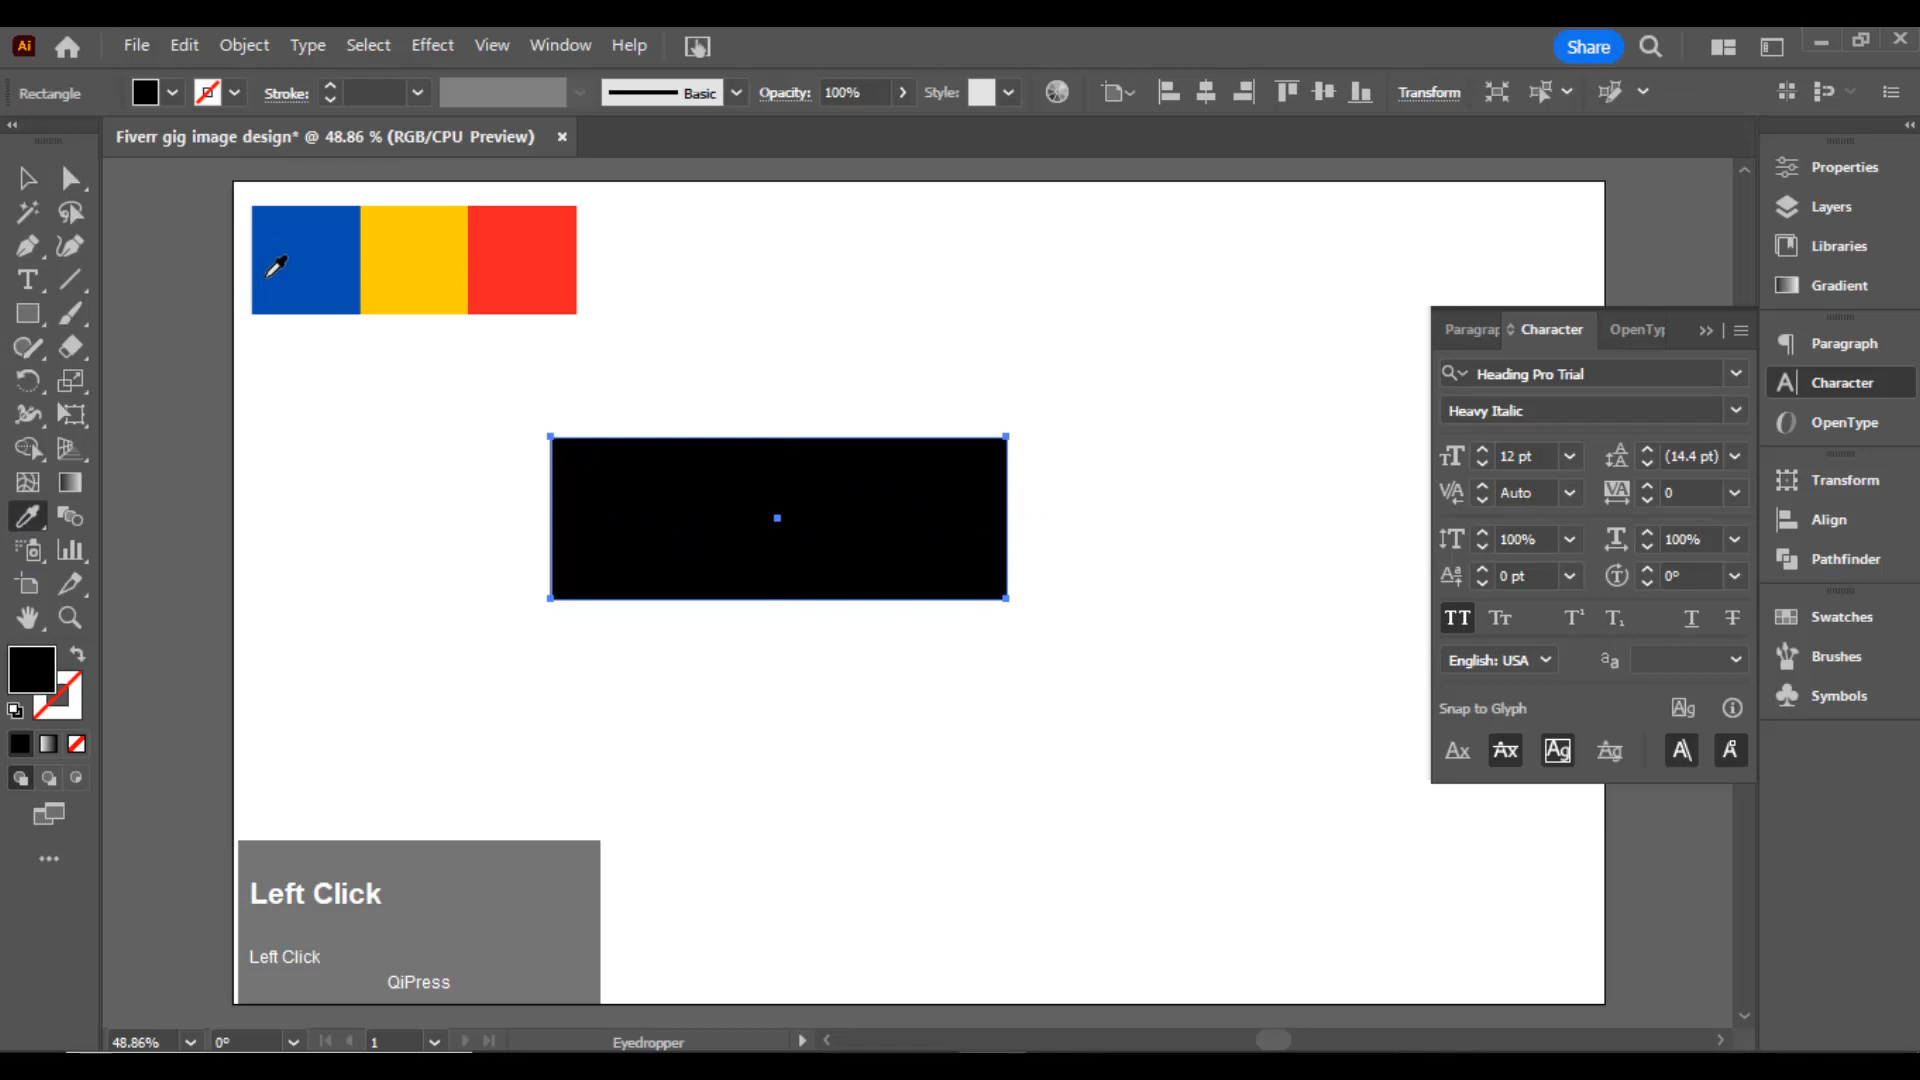 Ai File Edit Object Type Select Effect View Window Help Share
Rectangle Stroke: Basic Opacity: 100% Style: Transform
Fiverr gig image design* @ 48.86 % (RGB/CPU Preview)
Properties
Layers
Libraries
Gradient
Paragraph
Character
OpenType
Transform
Align
Pathfinder
Swatches
Brushes
Symbols
Paragrap Character OpenTyp
Heading Pro Trial
Heavy Italic
12 pt (14.4 pt)
Auto 0
100% 100%
0 pt 0°
English: USA
Snap to Glyph
Left Click
Left Click
QiPress
48.86% 0° 1 Eyedropper